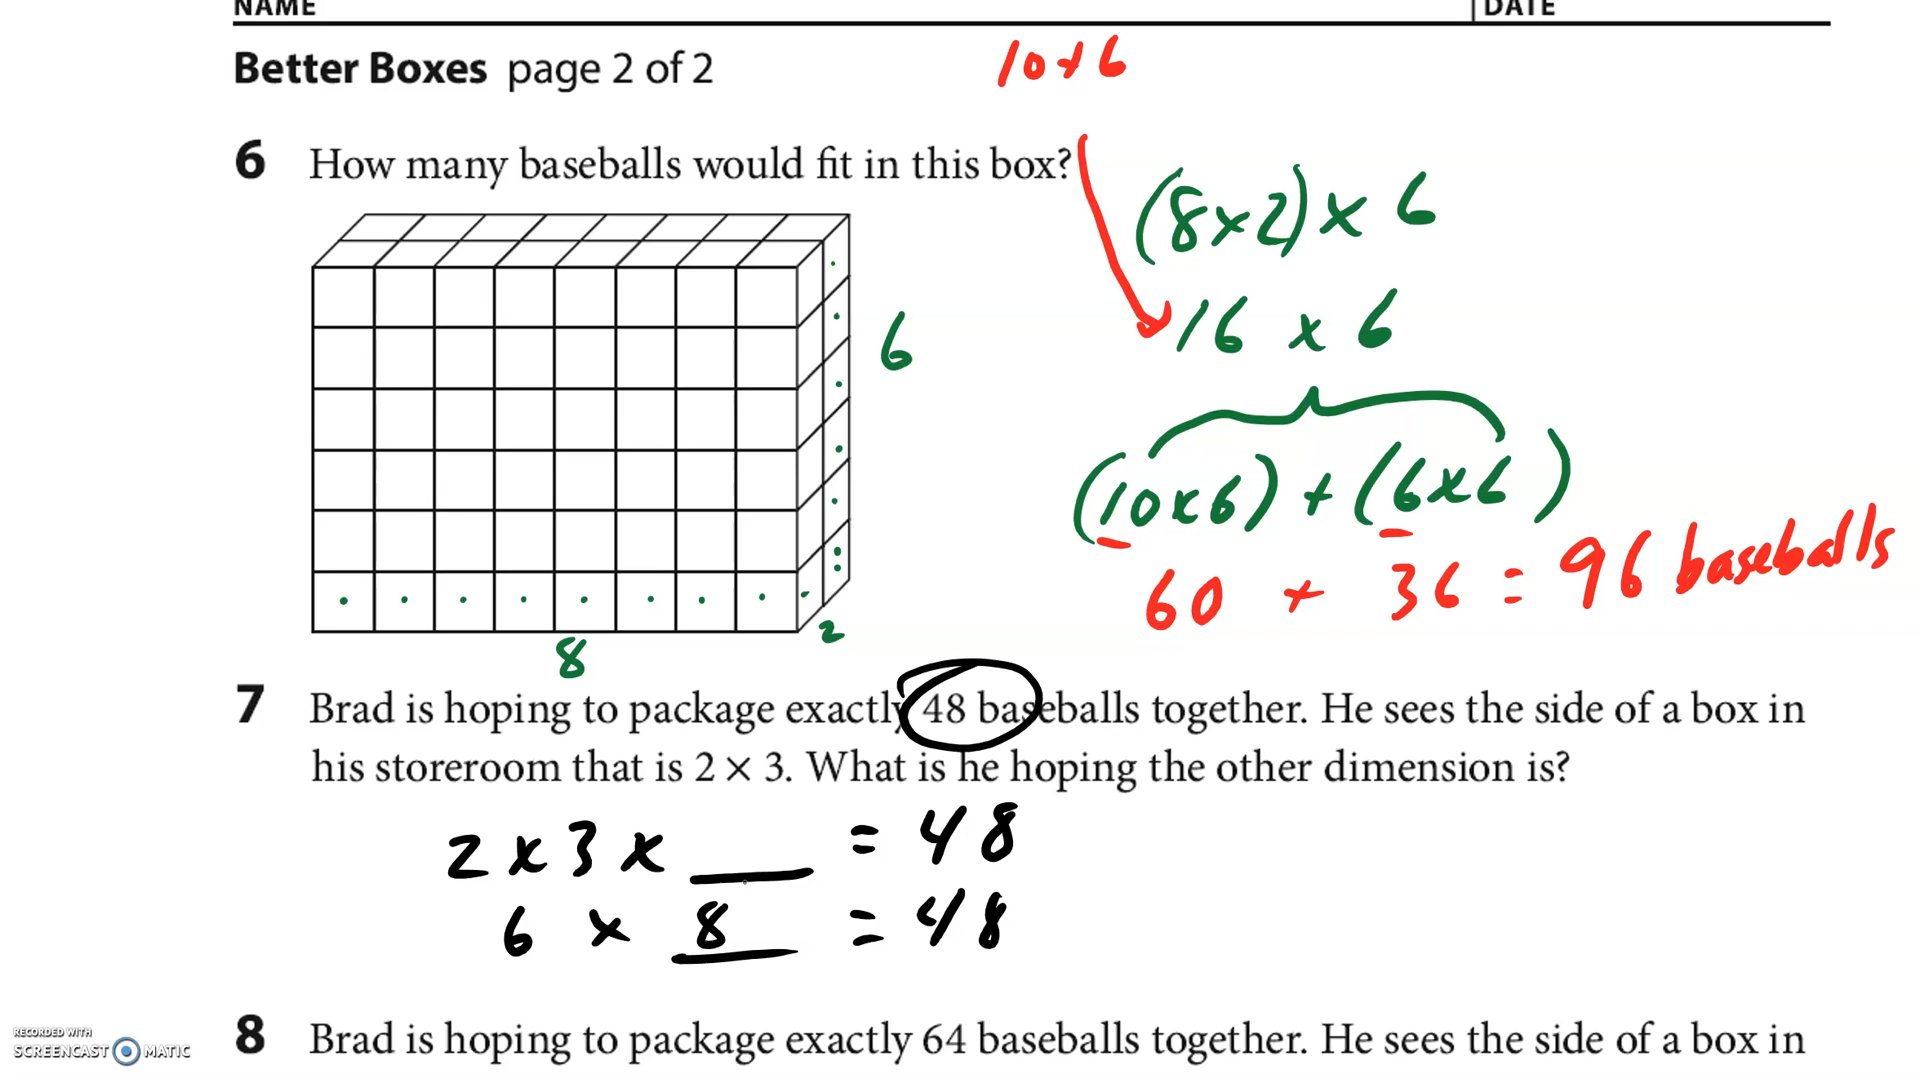 NAME
DATE
Better Boxes page 2 of 2
10 + 6
6 How many baseballs would fit in this box?
(8 x 2) x 6
16 x 6
6
(10 x 6) + (6 x 6)
60 + 36 = 96 baseballs
2
8
7 Brad is hoping to package exactly 48 baseballs together. He sees the side of a box in
his storeroom that is 2 × 3. What is he hoping the other dimension is?
2 x 3 x ___ = 48
6 x 8 = 48
8 Brad is hoping to package exactly 64 baseballs together. He sees the side of a box in
RECORDED WITH
SCREENCAST MATIC